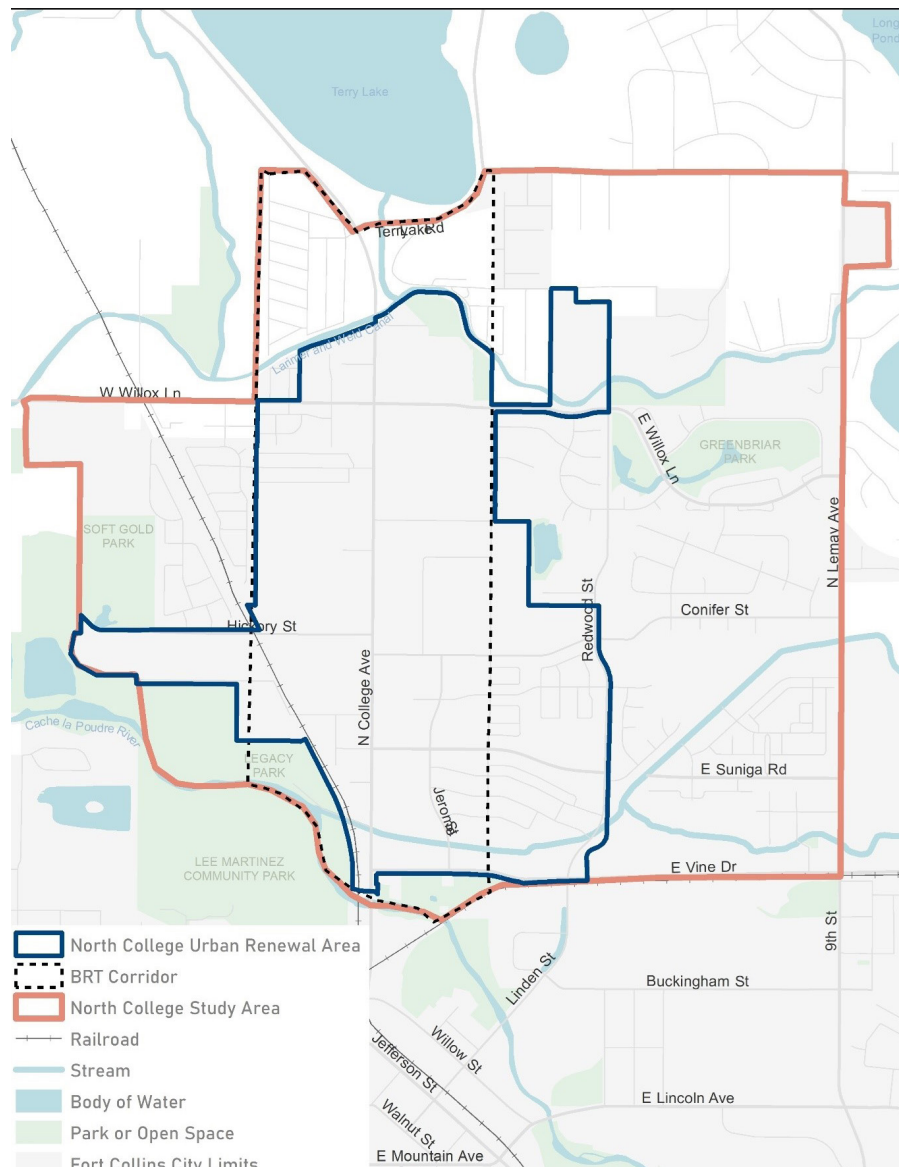 Long
Pond
Terry Lake
Terry Lake Rd
Larimer and Weld Canal
W Willox Ln
E Willox Ln
GREENBRIAR
PARK
N Lemay Ave
SOFT GOLD
PARK
Redwood St
Conifer St
Hickory St
N College Ave
Cache la Poudre River
LEGACY
PARK
E Suniga Rd
Jerome St
LEE MARTINEZ
COMMUNITY PARK
E Vine Dr
9th St
Linden St
Buckingham St
Willow St
Jefferson St
Walnut St
E Lincoln Ave
E Mountain Ave
North College Urban Renewal Area
BRT Corridor
North College Study Area
Railroad
Stream
Body of Water
Park or Open Space
Fort Collins City Limits